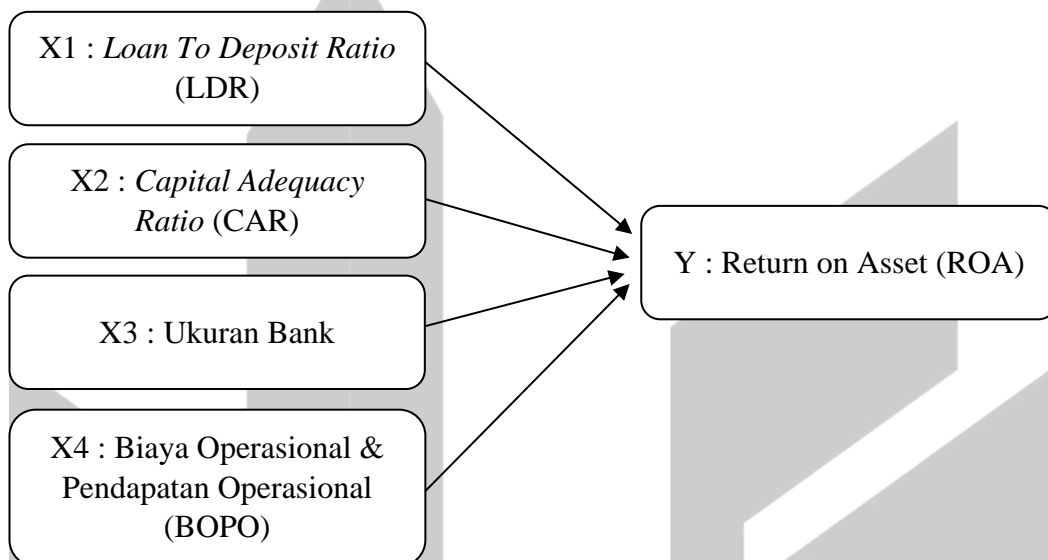 X1 : Loan To Deposit Ratio
(LDR)
X2 : Capital Adequacy
Ratio (CAR)
X3 : Ukuran Bank
X4 : Biaya Operasional &
Pendapatan Operasional
(BOPO)
Y : Return on Asset (ROA)